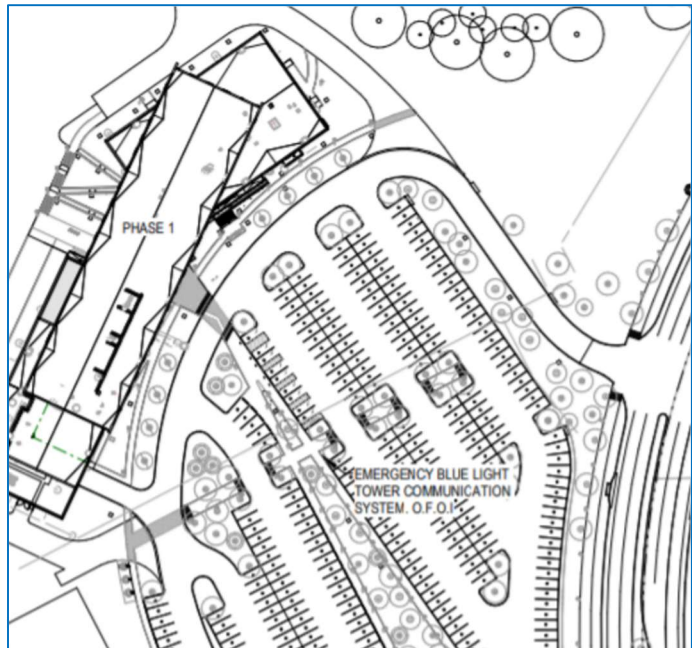 PHASE 1
EMERGENCY BLUE LIGHT
TOWER COMMUNICATION
SYSTEM, O.F.O.I